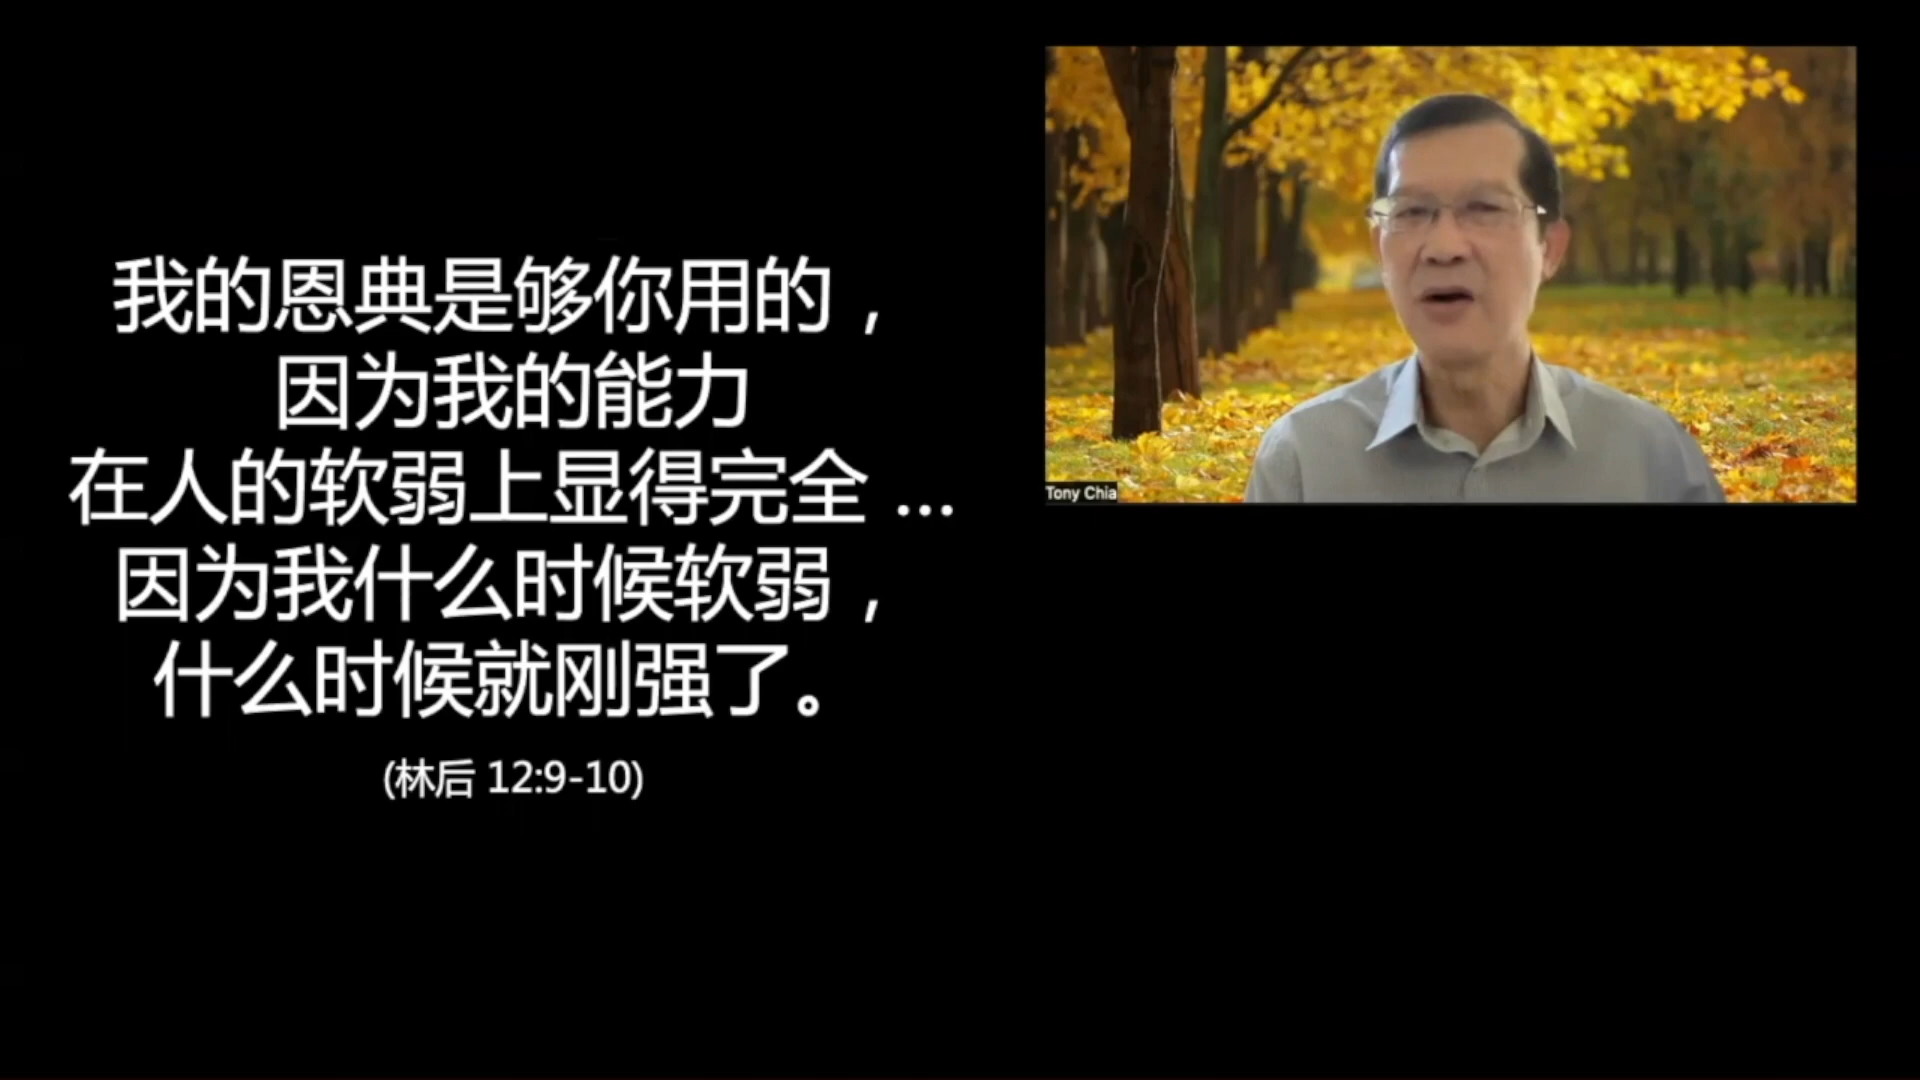 我的恩典是够你用的，
因为我的能力
在人的软弱上显得完全 ...
因为我什么时候软弱，
什么时候就刚强了。
(林后 12:9-10)
Tony Chia